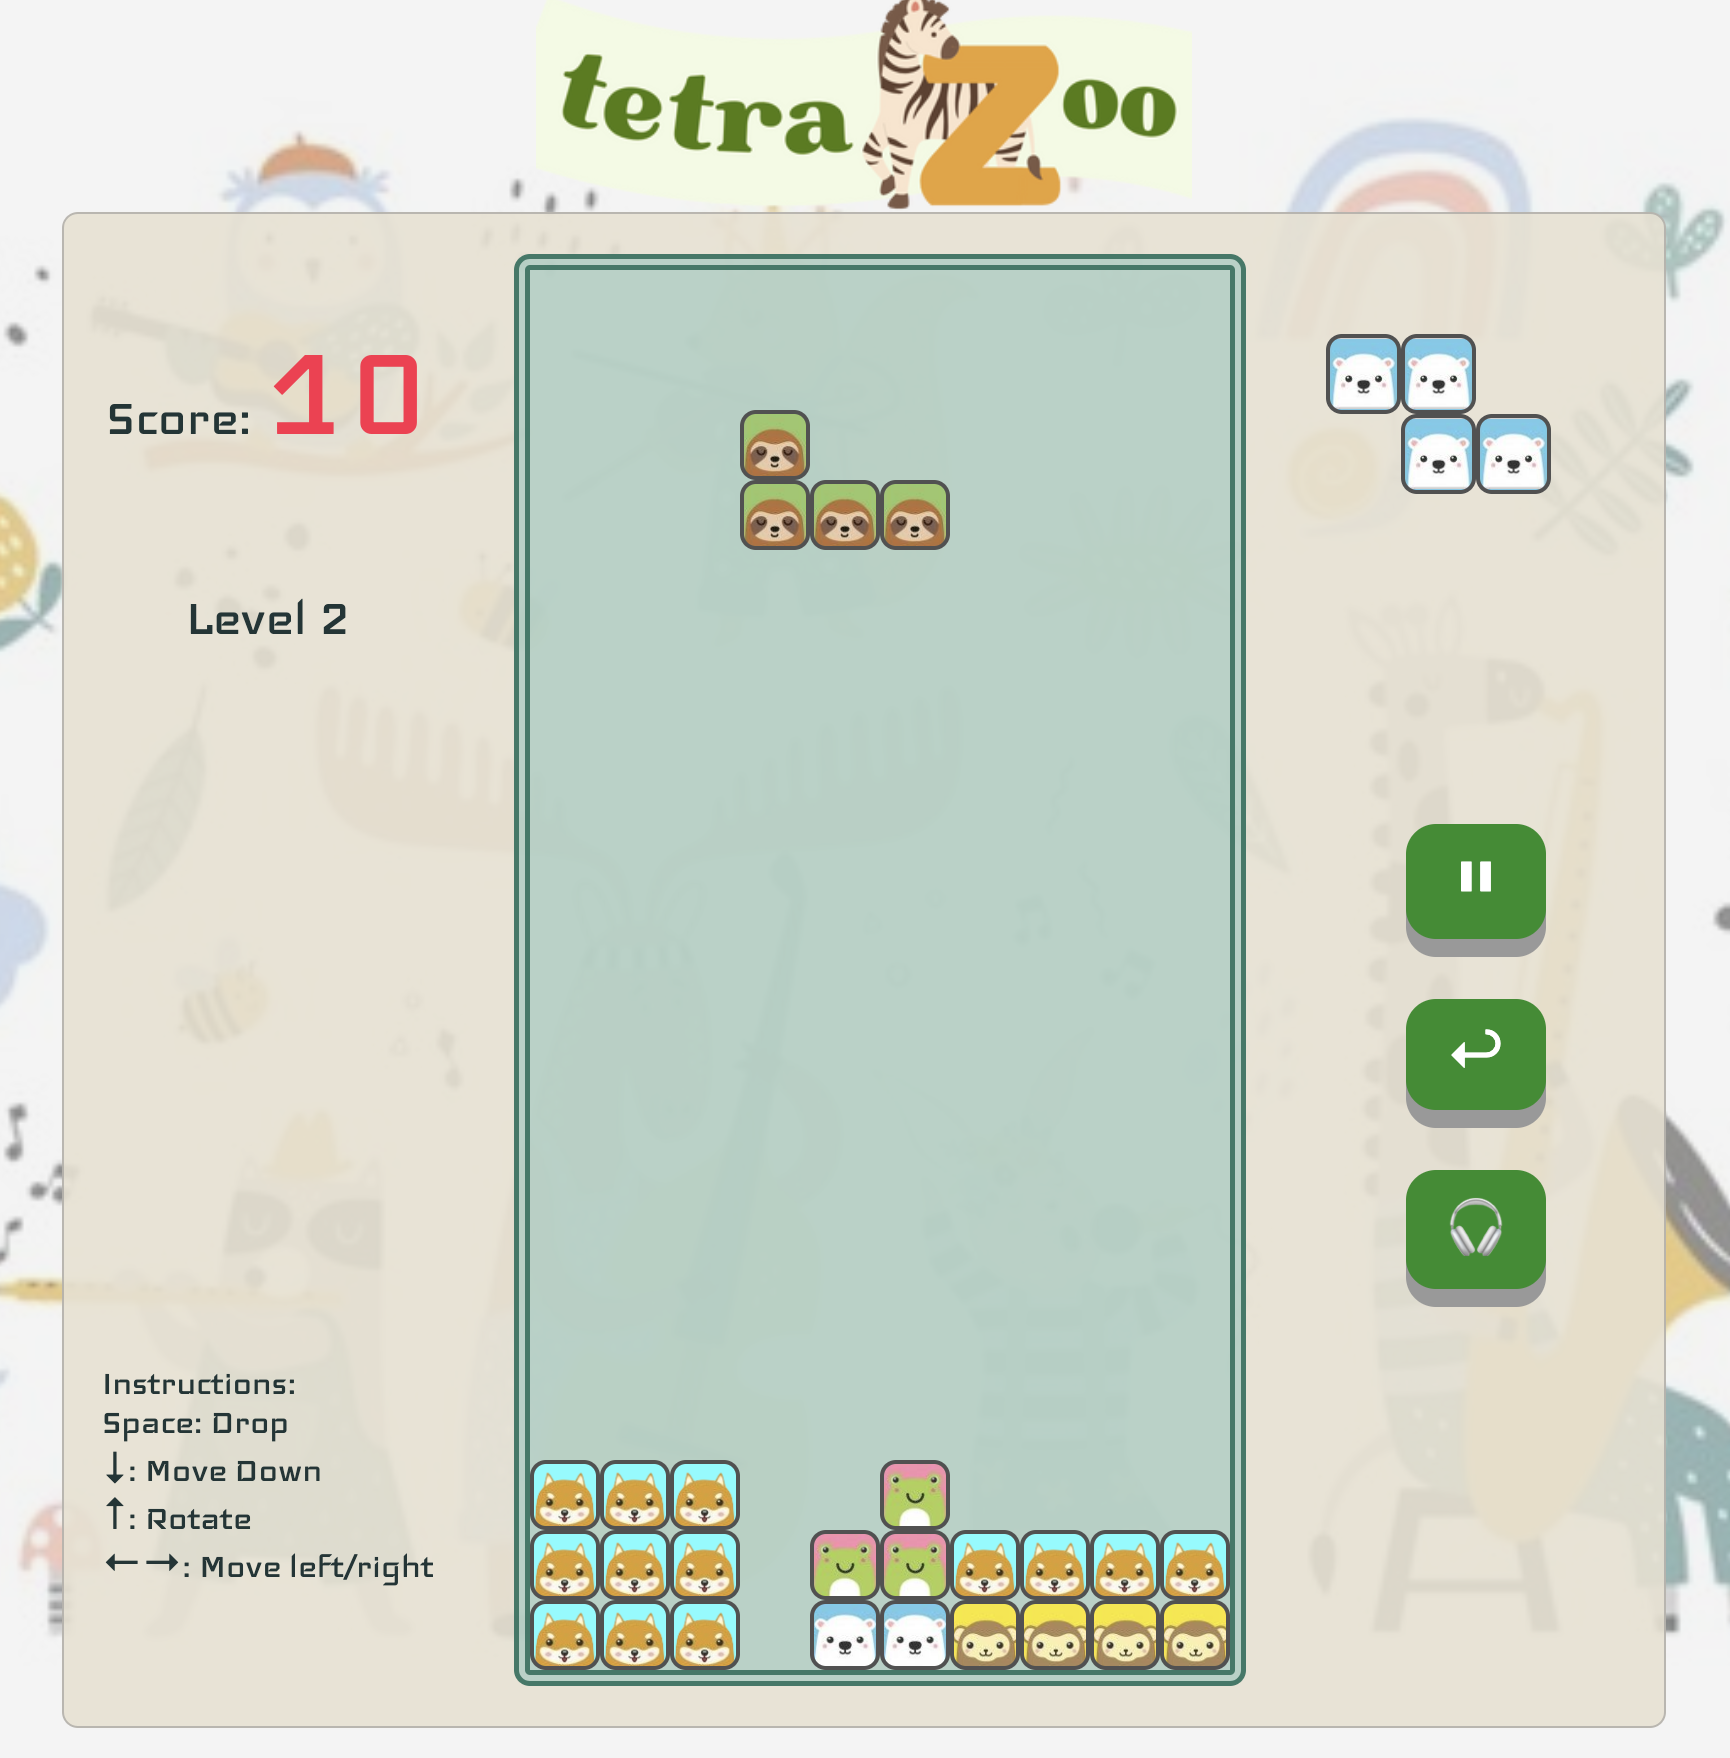 tetraZoo
Score: 10
Level 2
Instructions:
Space: Drop
↓: Move Down
↑: Rotate
← →: Move left/right